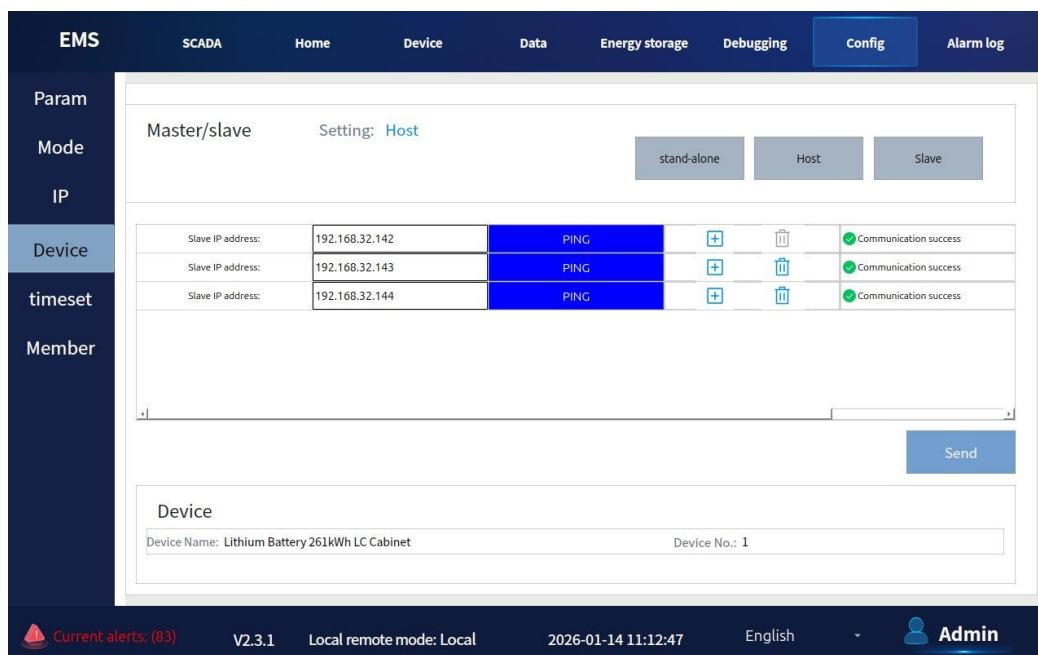 EMS SCADA Home Device Data Energy storage Debugging Config Alarm log
Param
Mode
IP
Device
timeset
Member
Master/slave Setting: Host
stand-alone Host Slave
Slave IP address: 192.168.32.142 PING Communication success
Slave IP address: 192.168.32.143 PING Communication success
Slave IP address: 192.168.32.144 PING Communication success
Send
Device
Device Name: Lithium Battery 261kWh LC Cabinet Device No.: 1
Current alerts: (83) V2.3.1 Local remote mode: Local 2026-01-14 11:12:47 English Admin